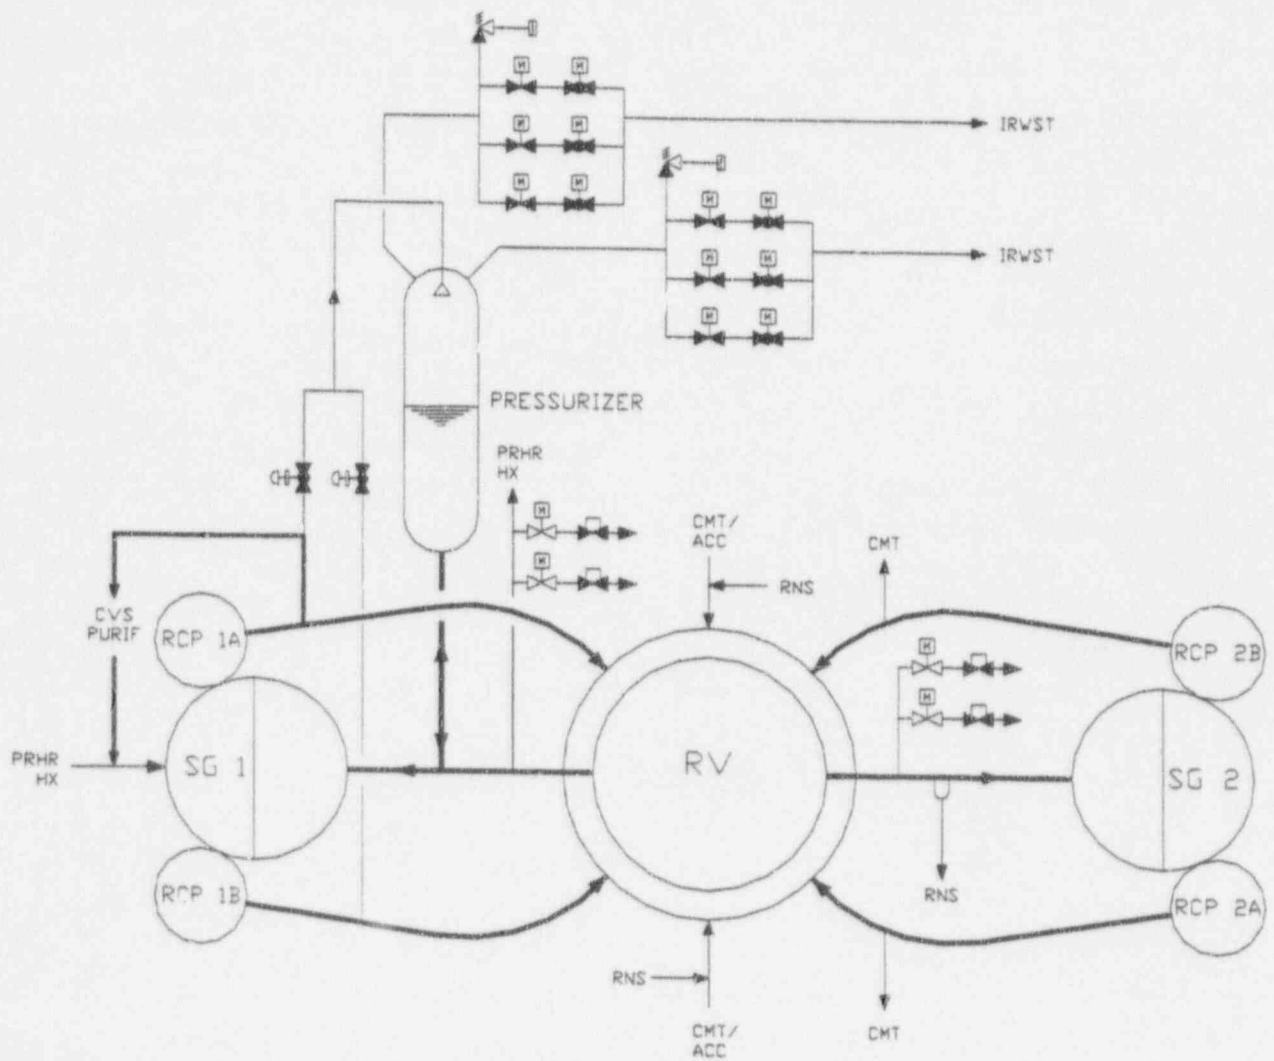 M
M
IRWST
M
M
M
M
M
M
IRWST
M
M
M
M
PRESSURIZER
PRHR
HX
M
CMT/
ACC
CMT
M
RNS
CVS
PURIF
RCP 1A
M
RCP 2B
M
PRHR
HX
SG 1
RV
SG 2
RCP 1B
RNS
RCP 2A
RNS
CMT/
ACC
CMT